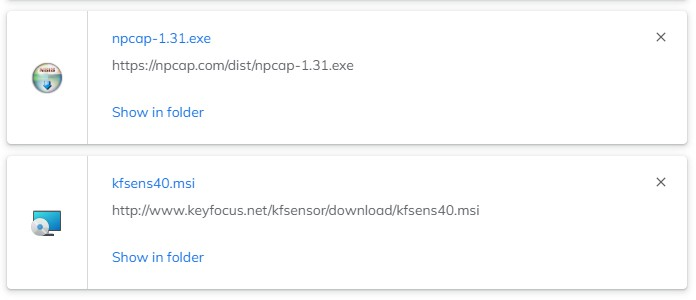 npcap-1.31.exe
https://npcap.com/dist/npcap-1.31.exe
Show in folder
kfsens40.msi
http://www.keyfocus.net/kfsensor/download/kfsens40.msi
Show in folder